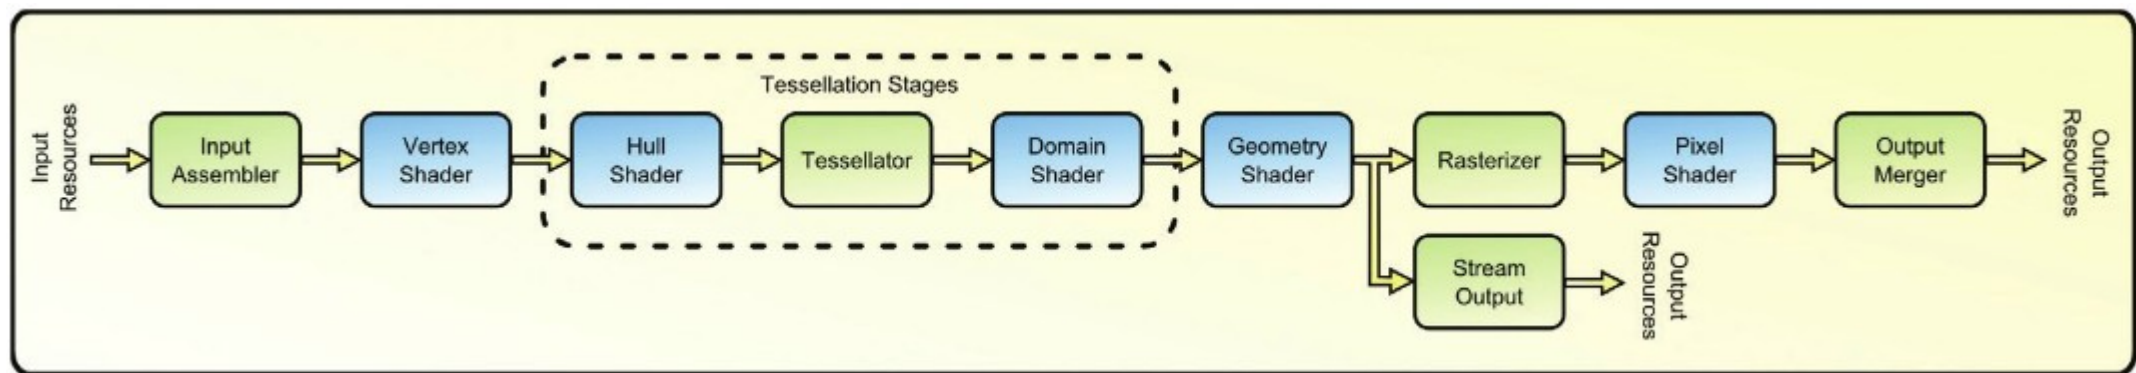 Tessellation Stages
Input
Resources
Input
Assembler
Vertex
Shader
Hull
Shader
Tessellator
Domain
Shader
Geometry
Shader
Rasterizer
Pixel
Shader
Output
Merger
Output
Resources
Stream
Output
Output
Resources